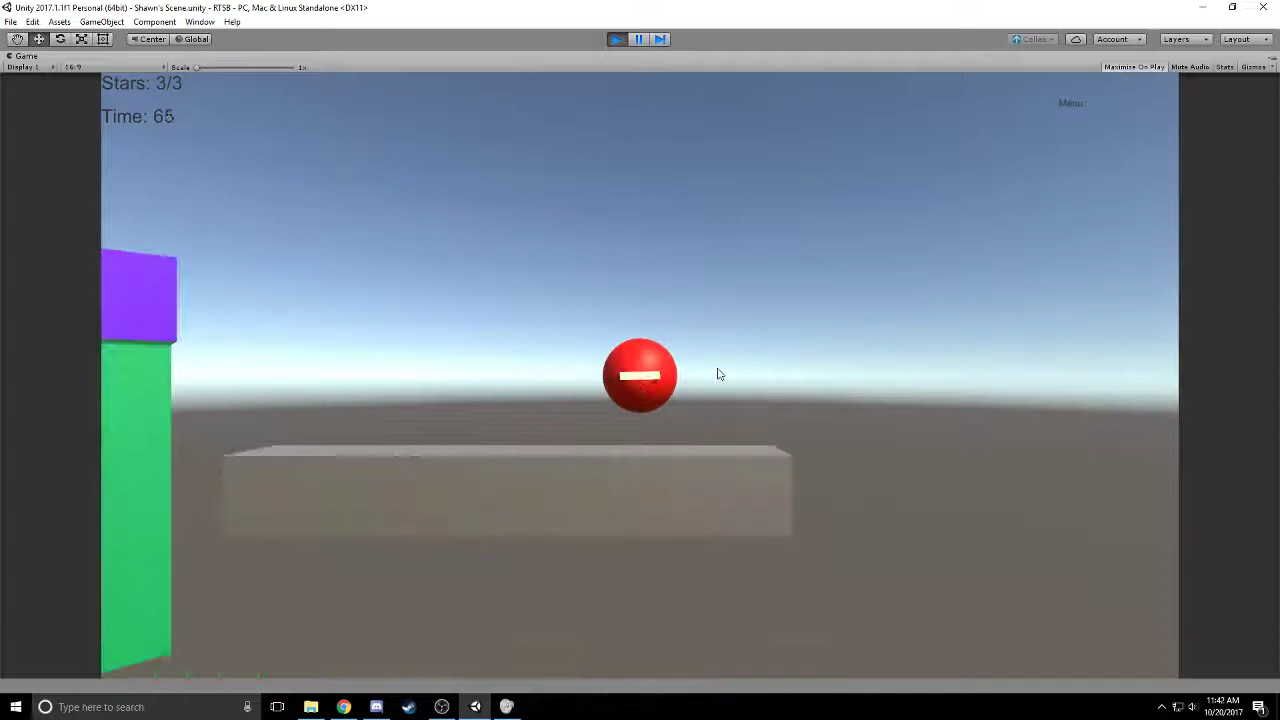 Unity 2017.1.1f1 Personal (64bit) - Shawn's Scene.unity - RTSB - PC, Mac & Linux Standalone <DX11>
File Edit Assets GameObject Component Window Help
Center Global Collab Account Layers Layout
Game
Display 1 16:9 Scale 1x Maximize On Play Mute Audio Stats Gizmos
Stars: 3/3
Menu
Time: 65
Type here to search
11:42 AM
10/20/2017